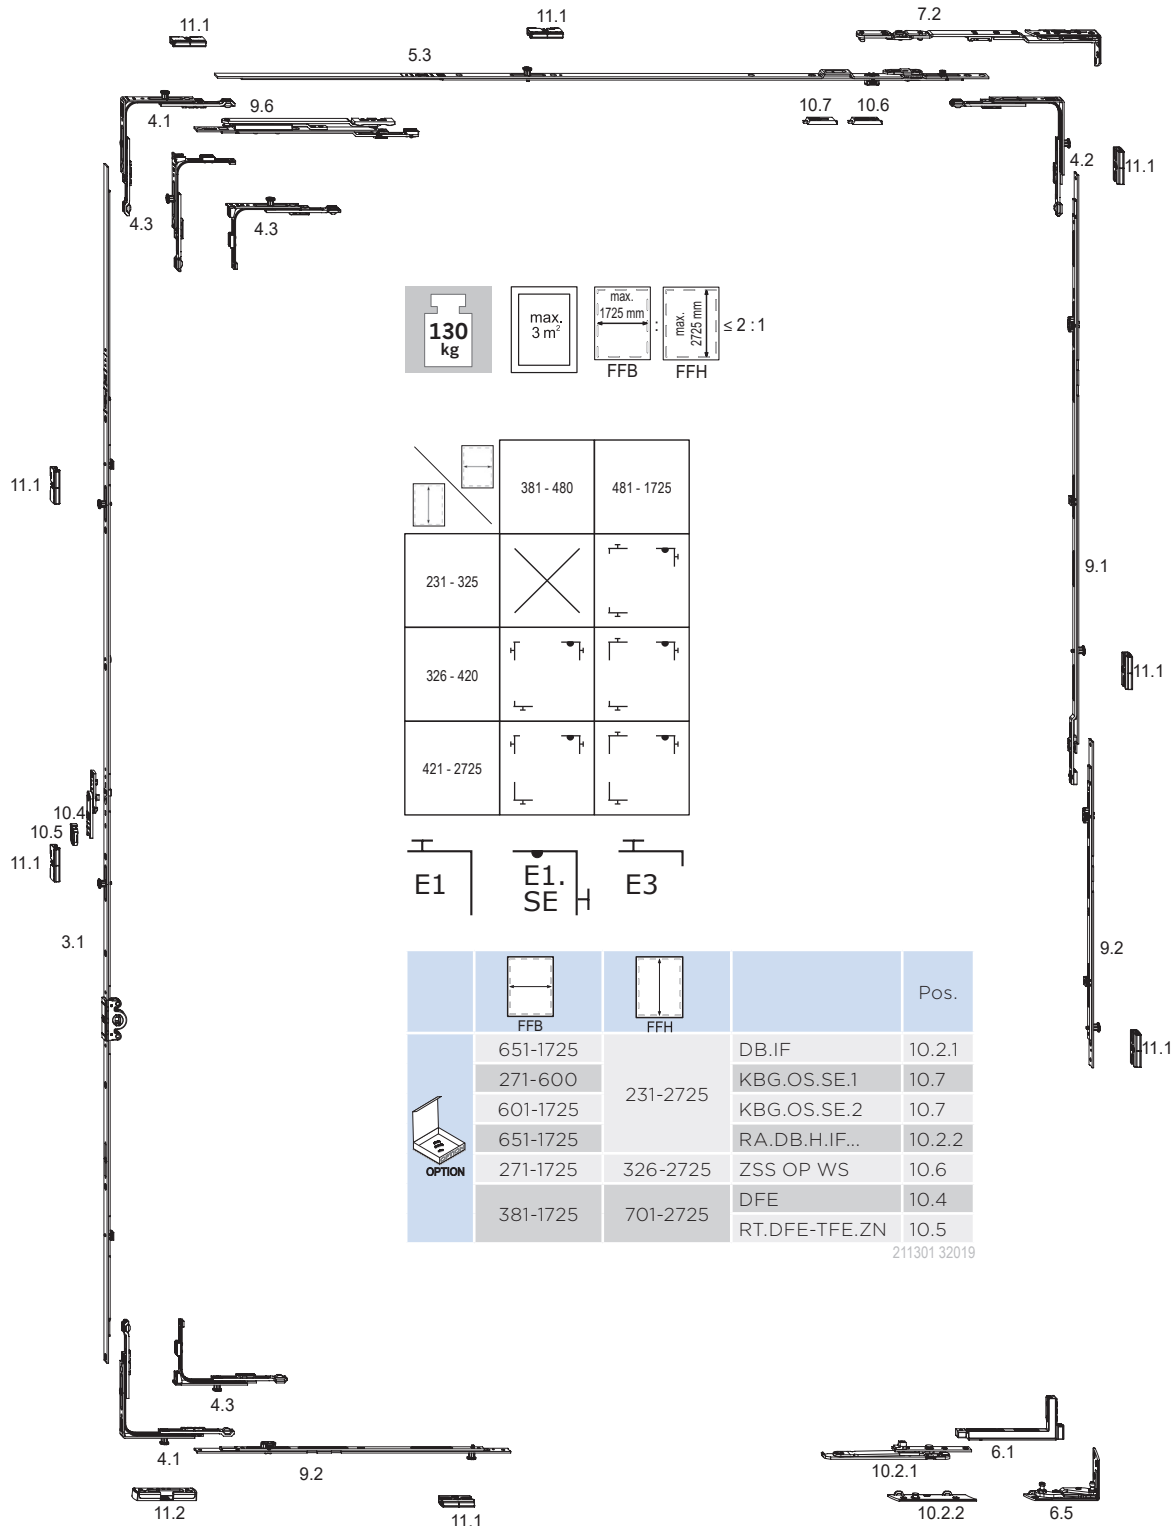 11.1
11.1
7.2
5.3
4.1
9.6
10.7
10.6
4.2
11.1
4.3
4.3
130
kg
max.
3 m²
max.
1725 mm
:
max.
2725 mm
≤ 2 : 1
FFB
FFH
11.1
381 - 480
481 - 1725
231 - 325
326 - 420
421 - 2725
9.1
11.1
10.4
10.5
11.1
E1
E1.
SE
E3
3.1
9.2
11.1
FFB
FFH
Pos.
651-1725
231-2725
DB.IF
10.2.1
271-600
KBG.OS.SE.1
10.7
601-1725
KBG.OS.SE.2
10.7
651-1725
RA.DB.H.IF...
10.2.2
OPTION
271-1725
326-2725
ZSS OP WS
10.6
381-1725
701-2725
DFE
10.4
RT.DFE-TFE.ZN
10.5
211301 32019
4.3
4.1
9.2
10.2.1
6.1
11.2
11.1
10.2.2
6.5